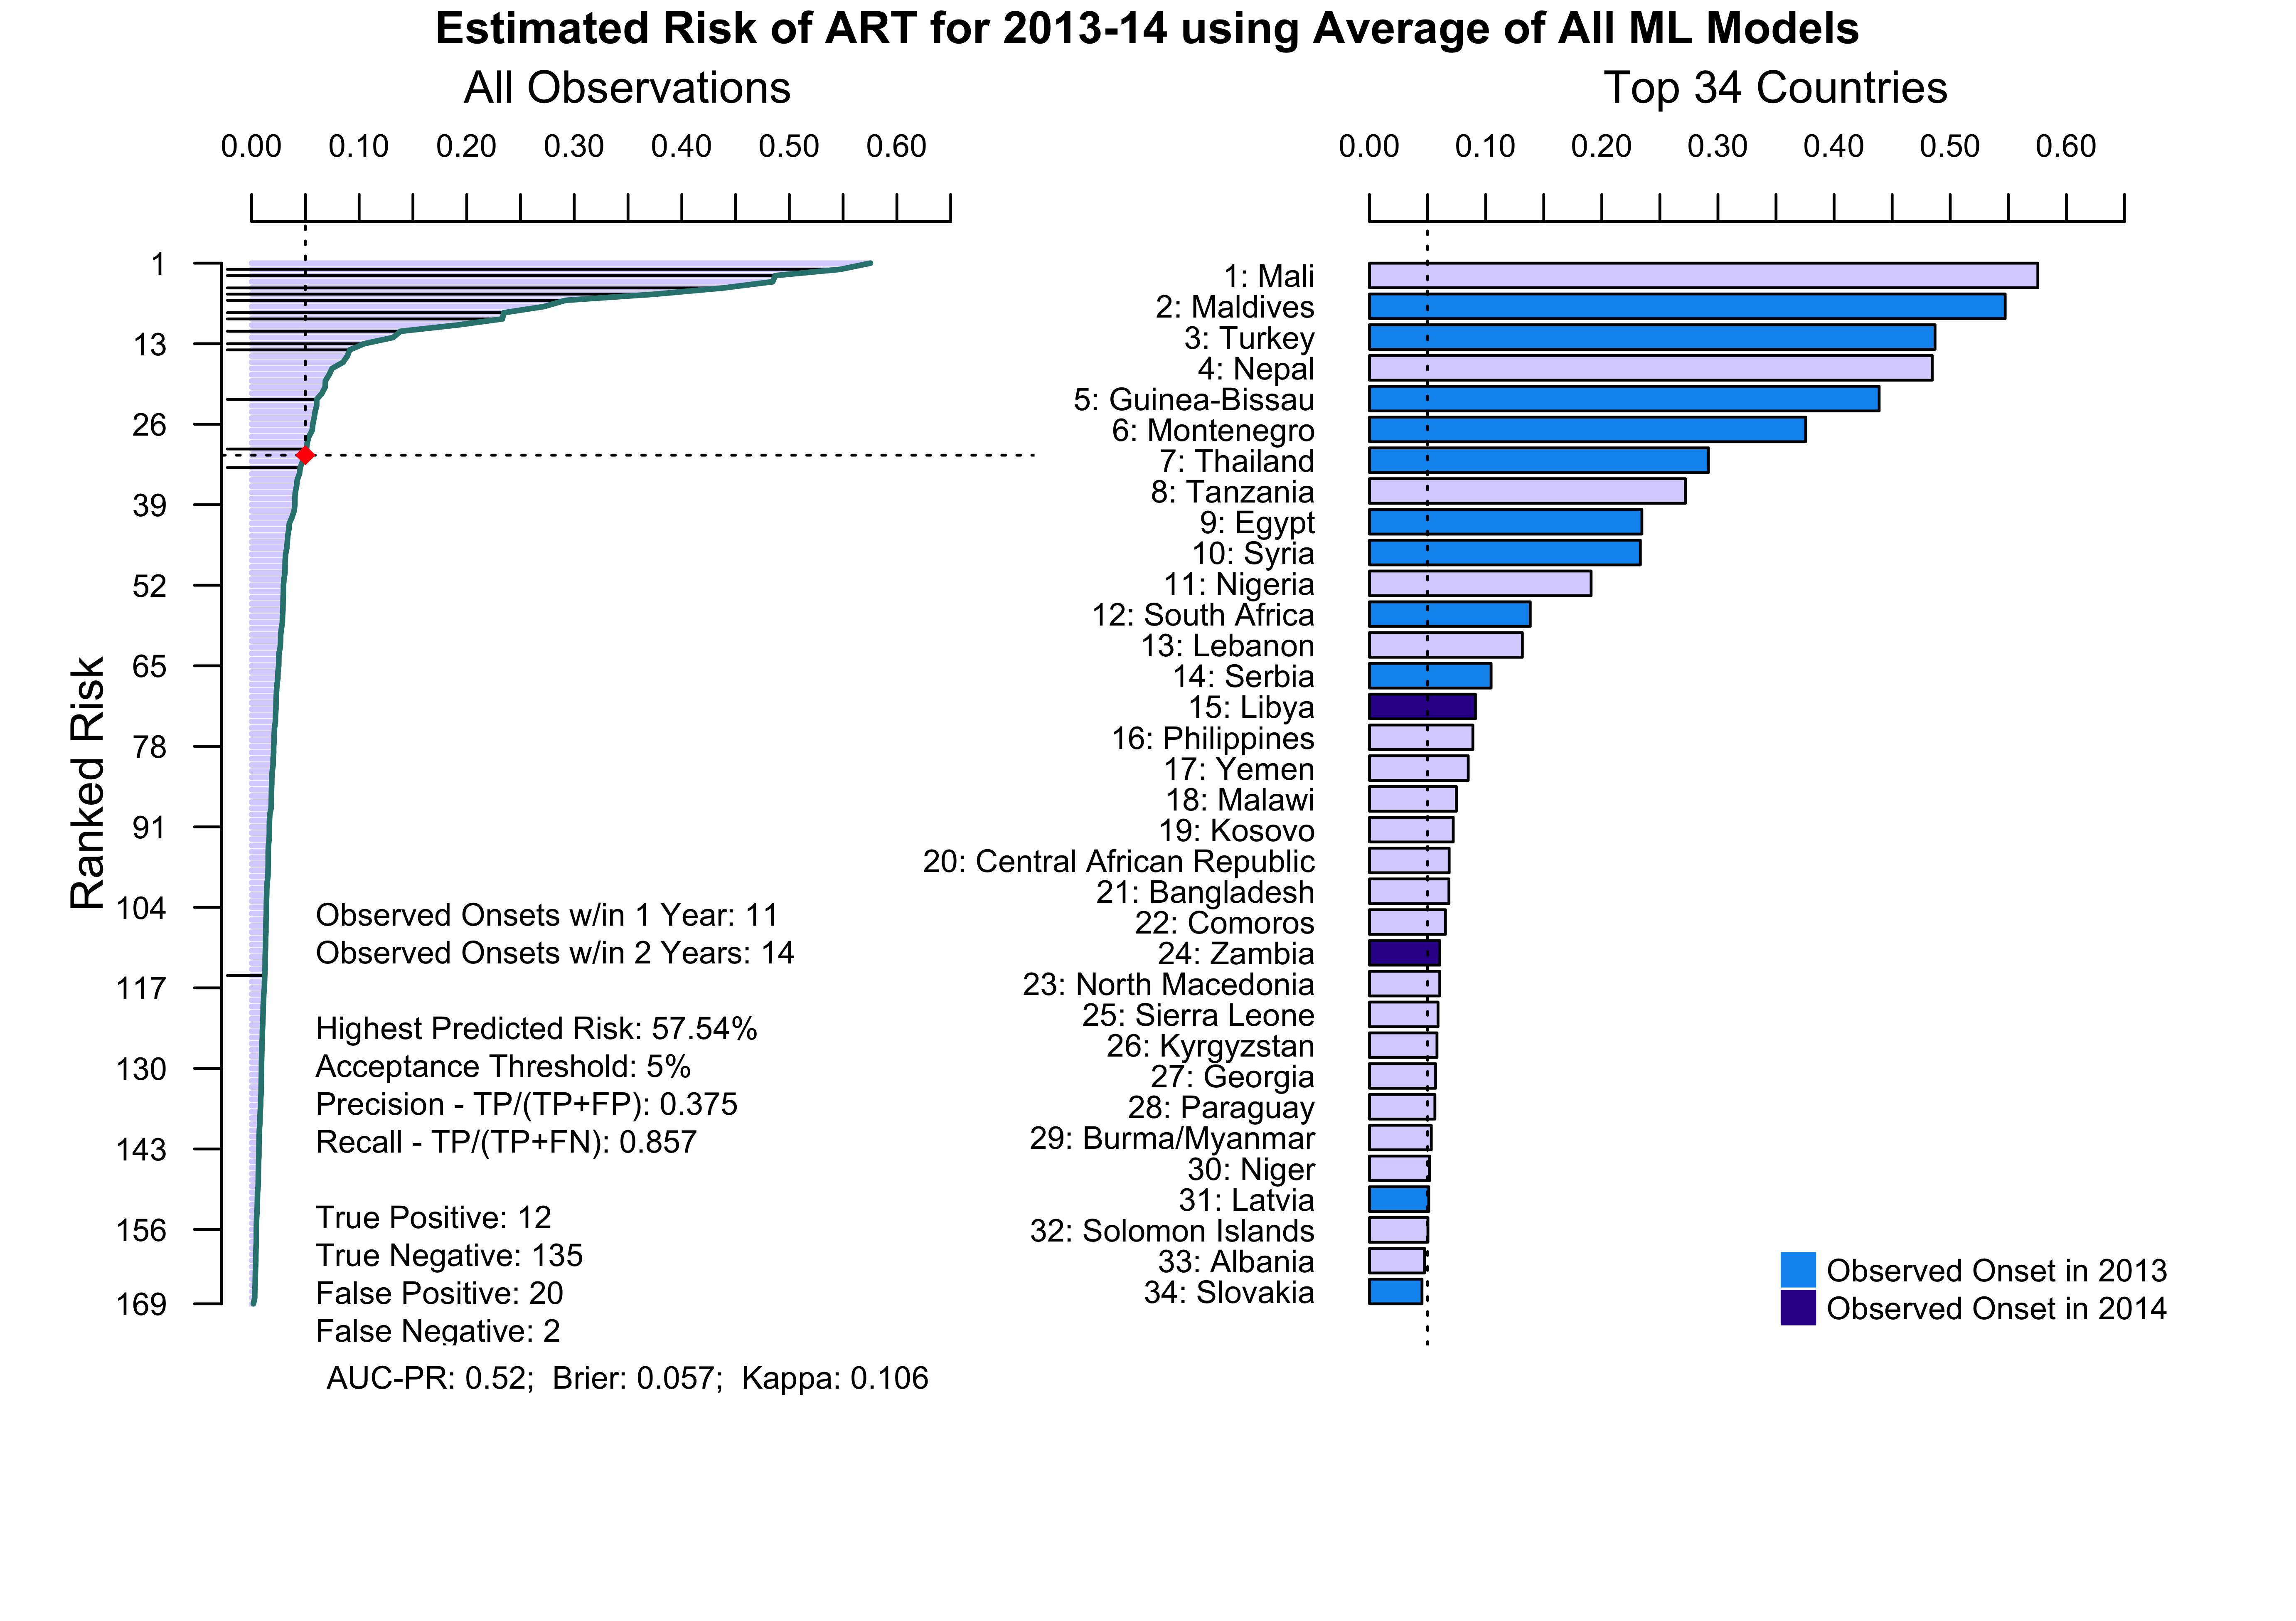 Estimated Risk of ART for 2013-14 using Average of All ML Models
All Observations
0.00 0.10 0.20 0.30 0.40 0.50 0.60
Ranked Risk
1
13
26
39
52
65
78
91
104
117
130
143
156
169
Observed Onsets w/in 1 Year: 11
Observed Onsets w/in 2 Years: 14
Highest Predicted Risk: 57.54%
Acceptance Threshold: 5%
Precision - TP/(TP+FP): 0.375
Recall - TP/(TP+FN): 0.857
True Positive: 12
True Negative: 135
False Positive: 20
False Negative: 2
AUC-PR: 0.52; Brier: 0.057; Kappa: 0.106
Top 34 Countries
0.00 0.10 0.20 0.30 0.40 0.50 0.60
1: Mali
2: Maldives
3: Turkey
4: Nepal
5: Guinea-Bissau
6: Montenegro
7: Thailand
8: Tanzania
9: Egypt
10: Syria
11: Nigeria
12: South Africa
13: Lebanon
14: Serbia
15: Libya
16: Philippines
17: Yemen
18: Malawi
19: Kosovo
20: Central African Republic
21: Bangladesh
22: Comoros
24: Zambia
23: North Macedonia
25: Sierra Leone
26: Kyrgyzstan
27: Georgia
28: Paraguay
29: Burma/Myanmar
30: Niger
31: Latvia
32: Solomon Islands
33: Albania
34: Slovakia
Observed Onset in 2013
Observed Onset in 2014